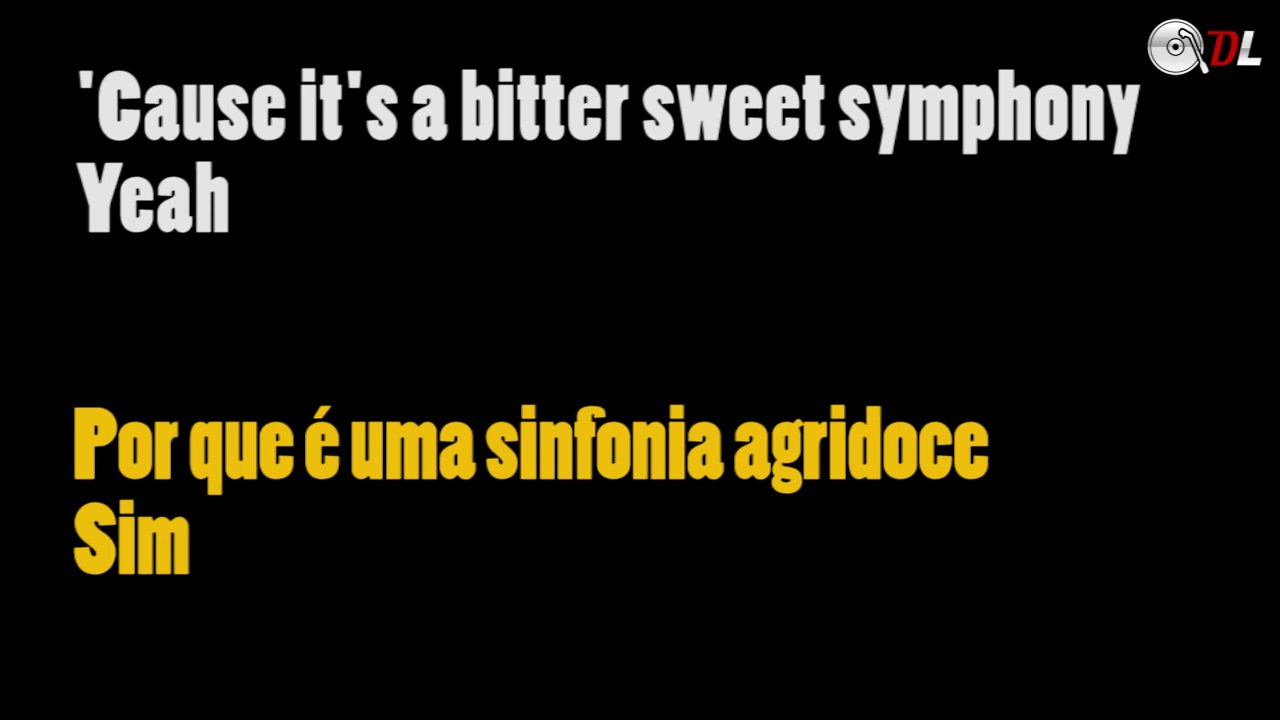 DL
'Cause it's a bitter sweet symphony
Yeah
Por que é uma sinfonia agridoce
Sim